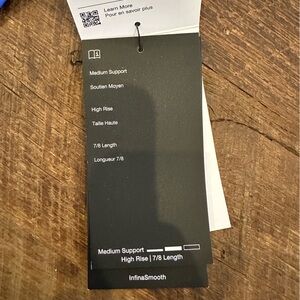 Learn More
Pour en savoir plus
Medium Support
Soutien Moyen
High Rise
Taille Haute
7/8 Length
Longueur 7/8
Medium Support
High Rise | 7/8 Length
InfinaSmooth